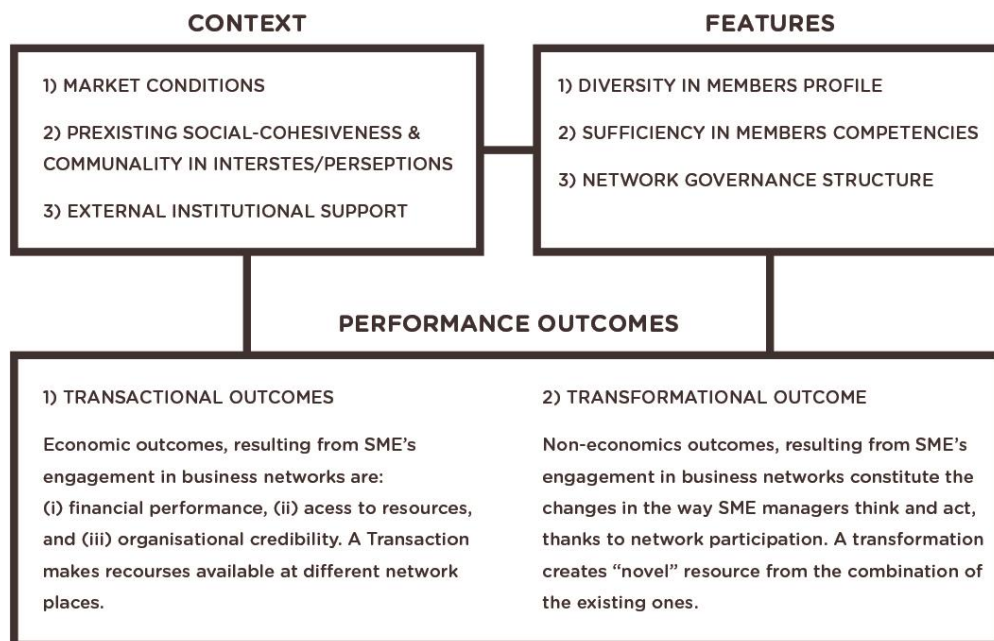 CONTEXT
1) MARKET CONDITIONS
2) PREXISTING SOCIAL-COHESIVENESS &
COMMUNALITY IN INTERSTES/PERSEPTIONS
3) EXTERNAL INSTITUTIONAL SUPPORT
FEATURES
1) DIVERSITY IN MEMBERS PROFILE
2) SUFFICIENCY IN MEMBERS COMPETENCIES
3) NETWORK GOVERNANCE STRUCTURE
PERFORMANCE OUTCOMES
1) TRANSACTIONAL OUTCOMES
Economic outcomes, resulting from SME’s
engagement in business networks are:
(i) financial performance, (ii) acess to resources,
and (iii) organisational credibility. A Transaction
makes recourses available at different network
places.
2) TRANSFORMATIONAL OUTCOME
Non-economics outcomes, resulting from SME’s
engagement in business networks constitute the
changes in the way SME managers think and act,
thanks to network participation. A transformation
creates “novel” resource from the combination of
the existing ones.